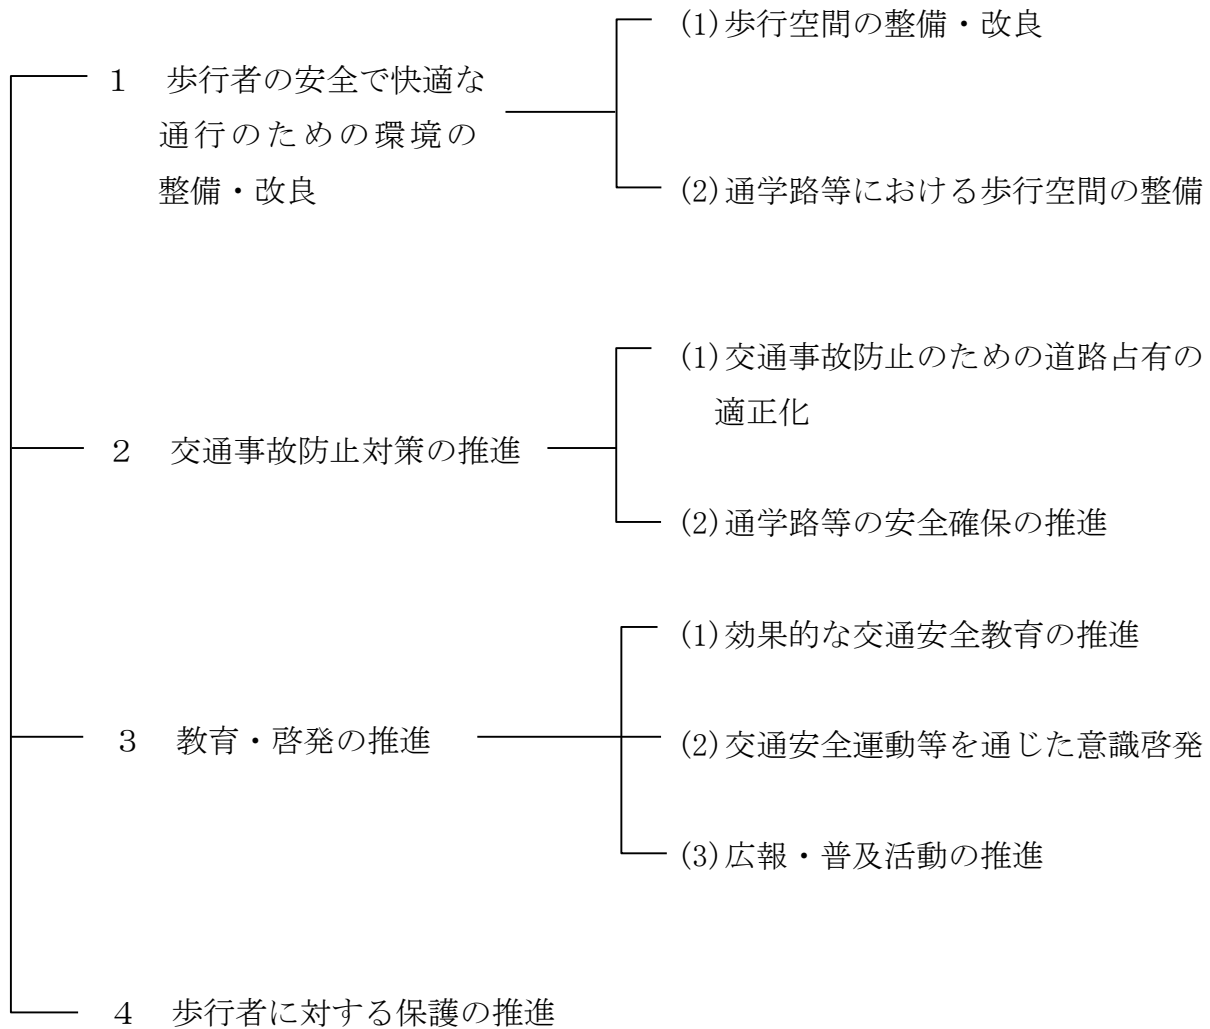 1　歩行者の安全で快適な
通行のための環境の
整備・改良
(1)歩行空間の整備・改良
(2)通学路等における歩行空間の整備
2　交通事故防止対策の推進
(1)交通事故防止のための道路占有の
適正化
(2)通学路等の安全確保の推進
3　教育・啓発の推進
(1)効果的な交通安全教育の推進
(2)交通安全運動等を通じた意識啓発
(3)広報・普及活動の推進
4　歩行者に対する保護の推進